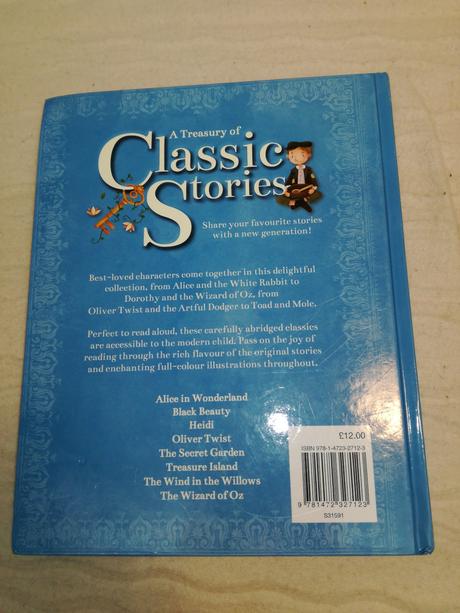 A Treasury of
Classic
Stories
Share your favourite stories
with a new generation!
Best-loved characters come together in this delightful
collection, from Alice and the White Rabbit to
Dorothy and the Wizard of Oz, from
Oliver Twist and the Artful Dodger to Toad and Mole.
Perfect to read aloud, these carefully abridged classics
are accessible to the modern child. Pass on the joy of
reading through the rich flavour of the original stories
and enchanting full-colour illustrations throughout.
Alice in Wonderland
Black Beauty
Heidi
Oliver Twist
The Secret Garden
Treasure Island
The Wind in the Willows
The Wizard of Oz
£12.00
ISBN 978-1-4723-2712-3
9 781472 327123
S31591